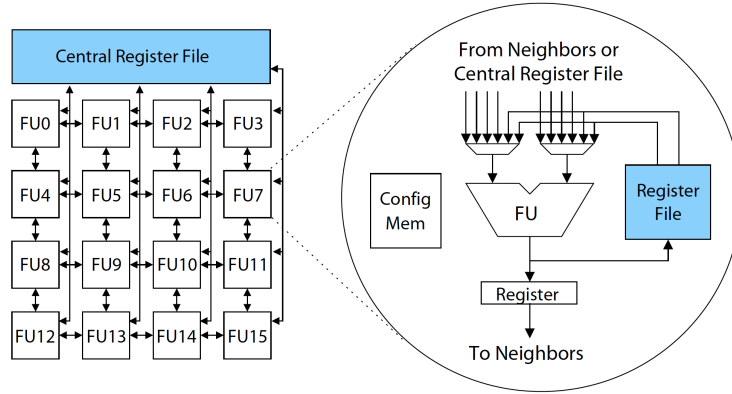 Central Register File
FU0 FU1 FU2 FU3
FU4 FU5 FU6 FU7
FU8 FU9 FU10 FU11
FU12 FU13 FU14 FU15
From Neighbors or
Central Register File
Config
Mem
FU
Register
File
Register
To Neighbors